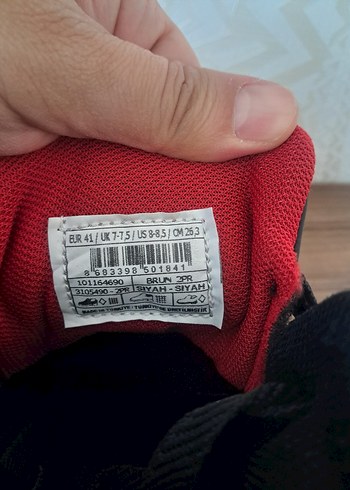 EUR 41 / UK 7-7,5 / US 8-8,5 / CM 26,3
8 683398 501841
101164690 BRUN 2PR
3105490 - 2PR SIYAH - SIYAH